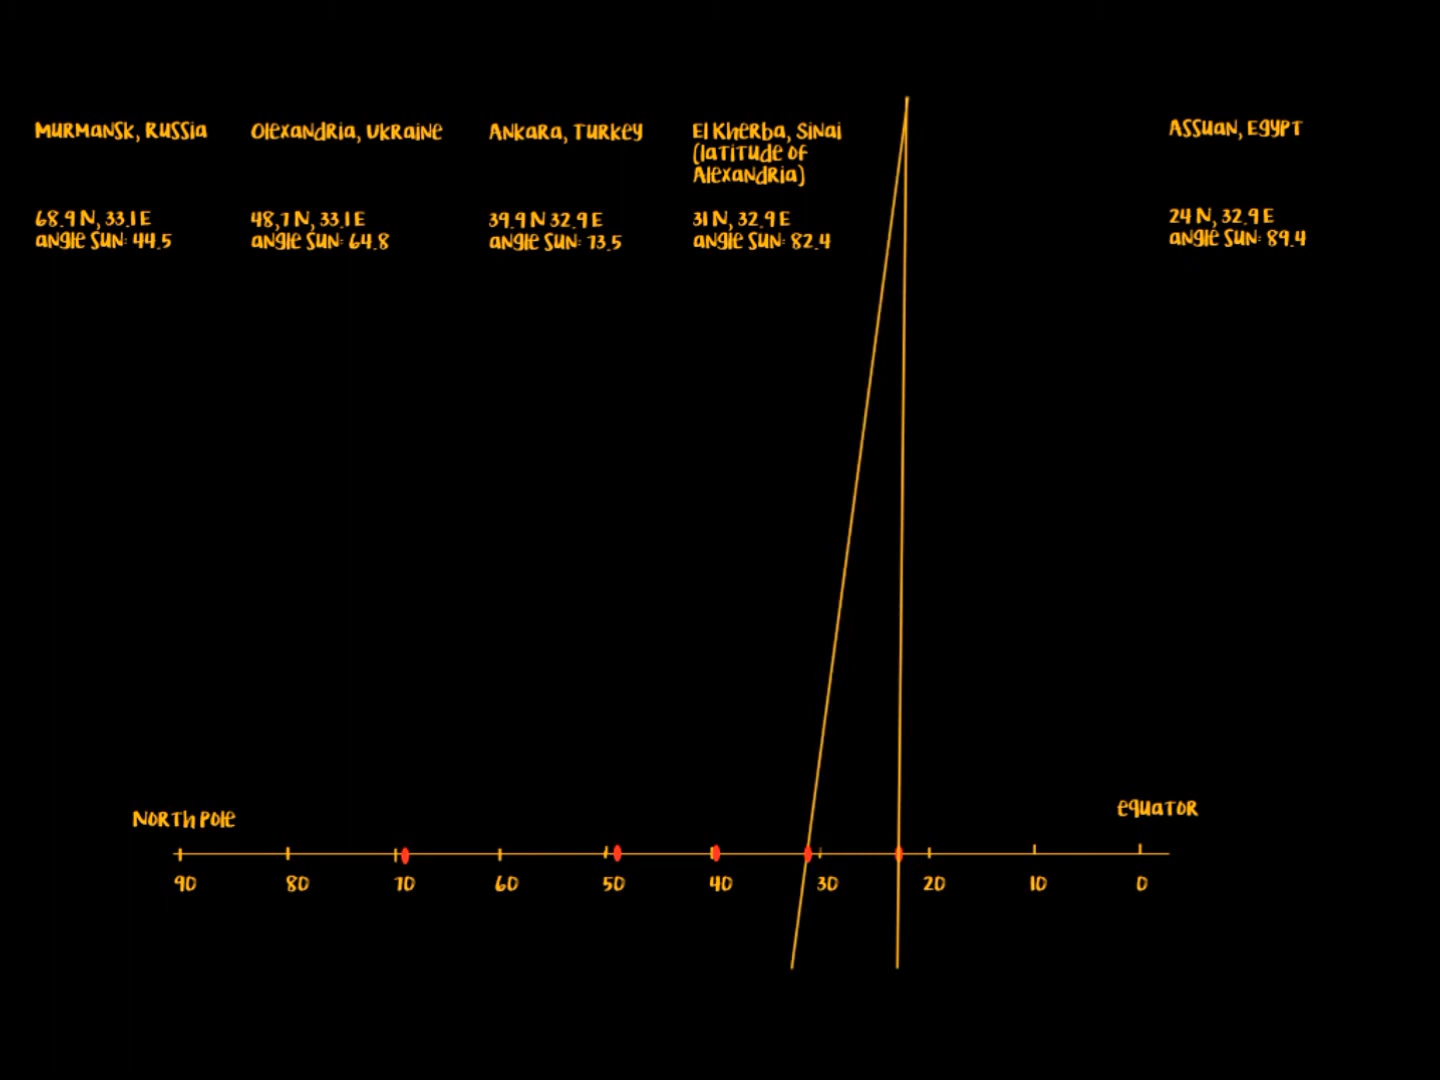 Murmansk, Russia
Olexandria, Ukraine
Ankara, Turkey
El Kherba, Sinai
(latitude of
Alexandria)
Assuan, Egypt
68.9 N, 33.1 E
angle sun: 44.5
48,7 N, 33.1 E
angle sun: 64.8
39.9 N 32.9 E
angle sun: 73.5
31 N, 32.9 E
angle sun: 82.4
24 N, 32.9 E
angle sun: 89.4
North Pole
equator
90 80 70 60 50 40 30 20 10 0